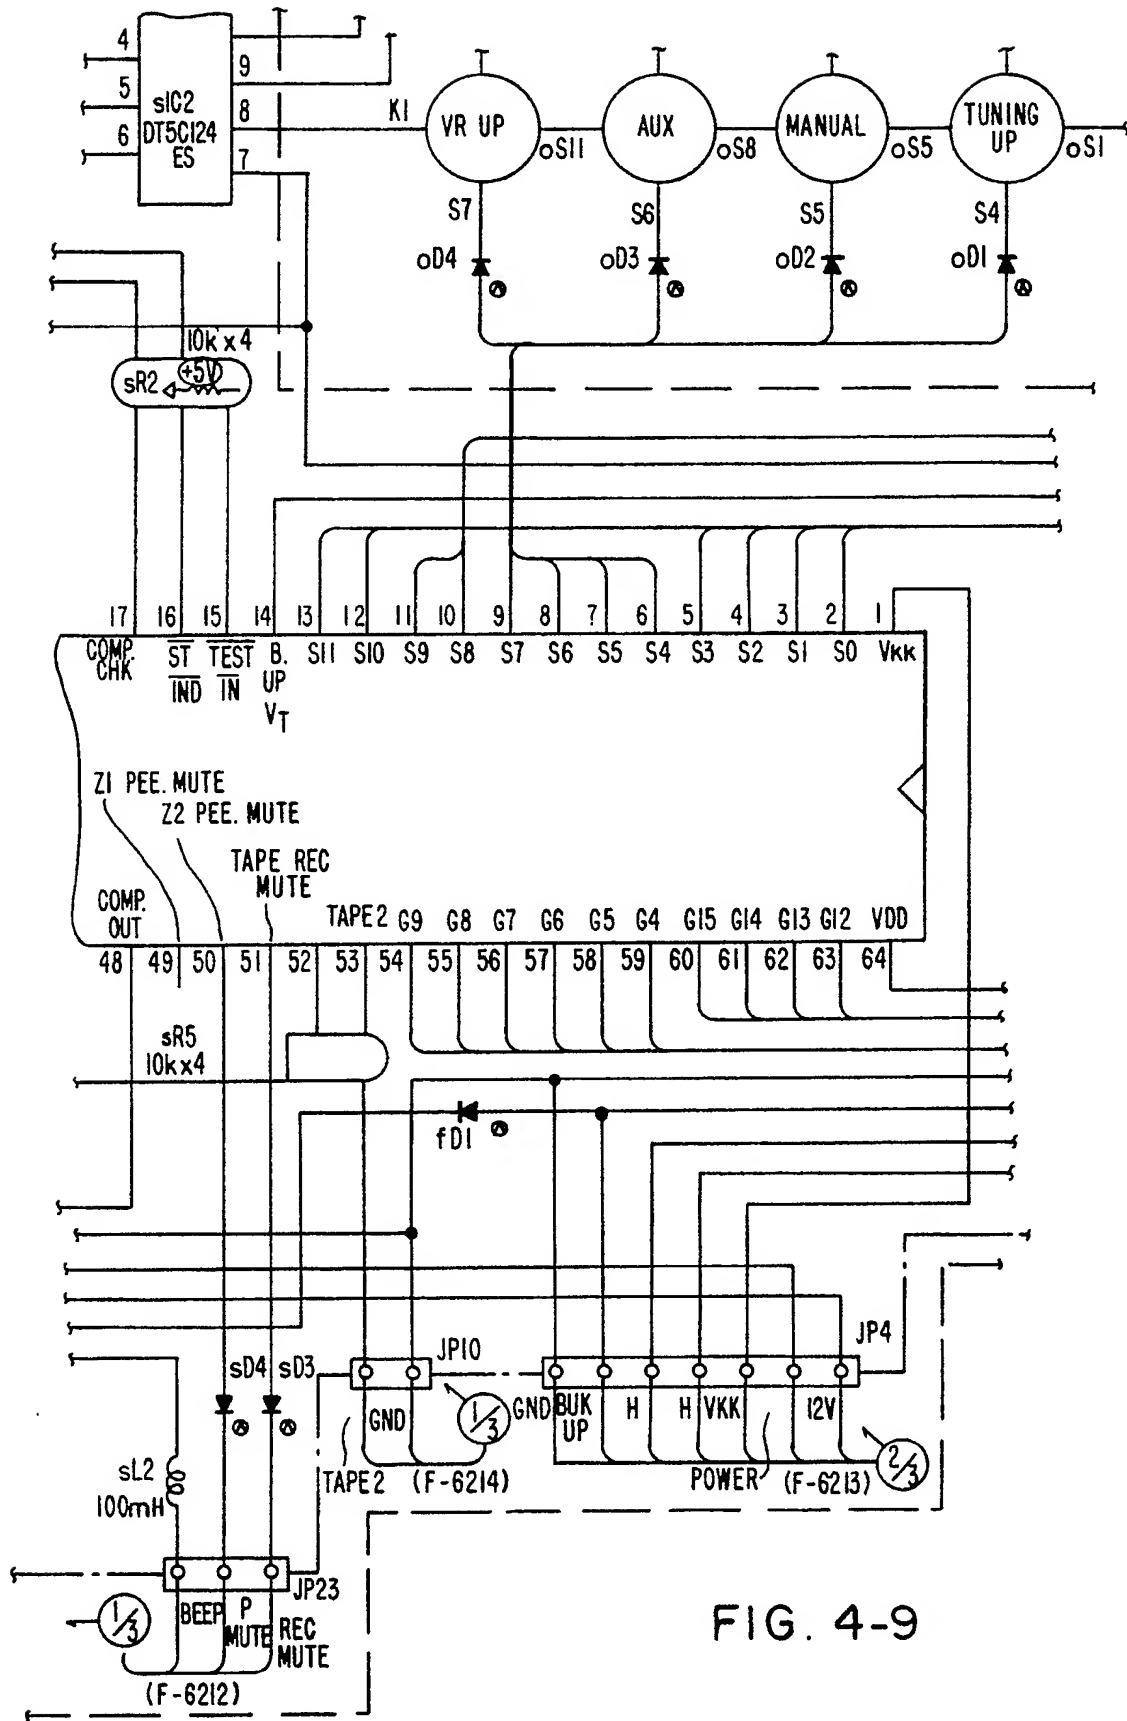 4
5
6
sIC2
DT5C124
ES
9
8
7
K1
VR UP
oS11
AUX
oS8
MANUAL
oS5
TUNING
UP
oS1
S7
S6
S5
S4
oD4
oD3
oD2
oD1
10k x 4
sR2
+5V
17
16
15
14
13
12
11
10
9
8
7
6
5
4
3
2
1
COMP.
CHK
ST
IND
TEST
IN
B.
UP
VT
S11
S10
S9
S8
S7
S6
S5
S4
S3
S2
S1
S0
VKK
Z1 PEE. MUTE
Z2 PEE. MUTE
TAPE REC
MUTE
COMP.
OUT
TAPE2
G9
G8
G7
G6
G5
G4
G15
G14
G13
G12
VDD
48
49
50
51
52
53
54
55
56
57
58
59
60
61
62
63
64
sR5
10kx4
fD1
sD4
sD3
JP10
JP4
1/3
GND
TAPE2
(F-6214)
GND
BUK
UP
H
H
VKK
12V
POWER
(F-6213)
2/3
sL2
100mH
JP23
1/3
BEEP
P
MUTE
REC
MUTE
(F-6212)
FIG. 4-9